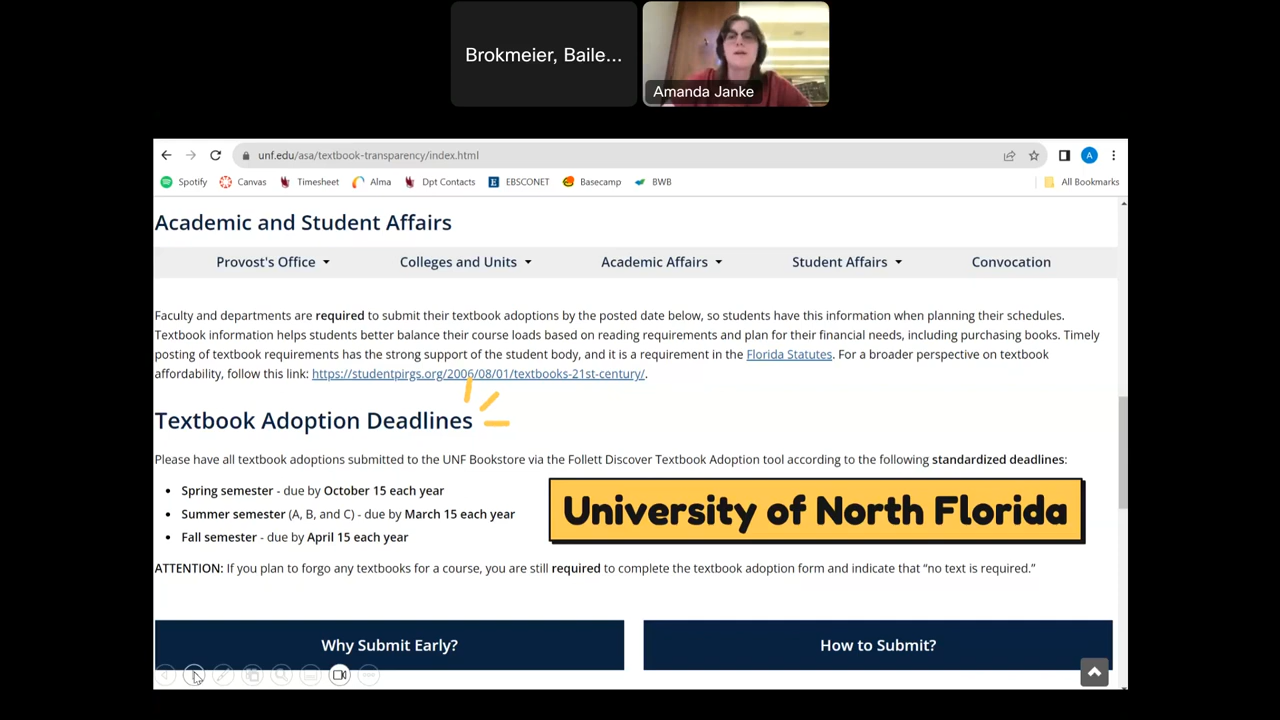 Brokmeier, Baile...
Amanda Janke
unf.edu/asa/textbook-transparency/index.html
A
Spotify
Canvas
Timesheet
Alma
Dpt Contacts
EBSCONET
Basecamp
BWB
All Bookmarks
Academic and Student Affairs
Provost's Office
Colleges and Units
Academic Affairs
Student Affairs
Convocation
Faculty and departments are required to submit their textbook adoptions by the posted date below, so students have this information when planning their schedules.
Textbook information helps students better balance their course loads based on reading requirements and plan for their financial needs, including purchasing books. Timely
posting of textbook requirements has the strong support of the student body, and it is a requirement in the Florida Statutes. For a broader perspective on textbook
affordability, follow this link: https://studentpirgs.org/2006/08/01/textbooks-21st-century/.
Textbook Adoption Deadlines
Please have all textbook adoptions submitted to the UNF Bookstore via the Follett Discover Textbook Adoption tool according to the following standardized deadlines:
• Spring semester - due by October 15 each year
• Summer semester (A, B, and C) - due by March 15 each year
• Fall semester - due by April 15 each year
University of North Florida
ATTENTION: If you plan to forgo any textbooks for a course, you are still required to complete the textbook adoption form and indicate that “no text is required.”
Why Submit Early?
How to Submit?